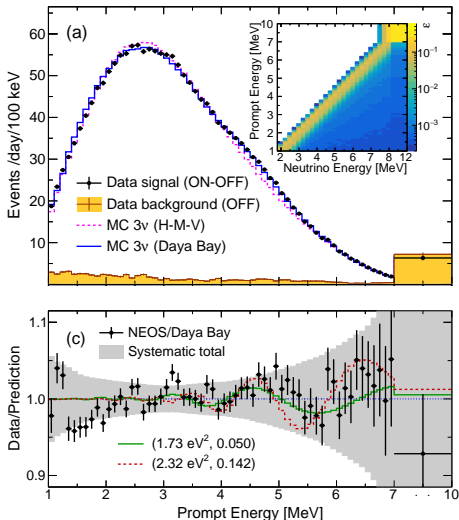 (a)
Events /day/100 keV
60
50
40
30
20
10
Data signal (ON-OFF)
Data background (OFF)
MC 3ν (H-M-V)
MC 3ν (Daya Bay)
Prompt Energy [MeV]
10
9
8
7
6
5
4
3
2
1
2 3 4 5 6 7 8 12
Neutrino Energy [MeV]
ε
10⁻¹
10⁻²
10⁻³
(c)
NEOS/Daya Bay
Systematic total
Data/Prediction
1.1
1.0
0.9
(1.73 eV², 0.050)
(2.32 eV², 0.142)
1 2 3 4 5 6 7 10
Prompt Energy [MeV]